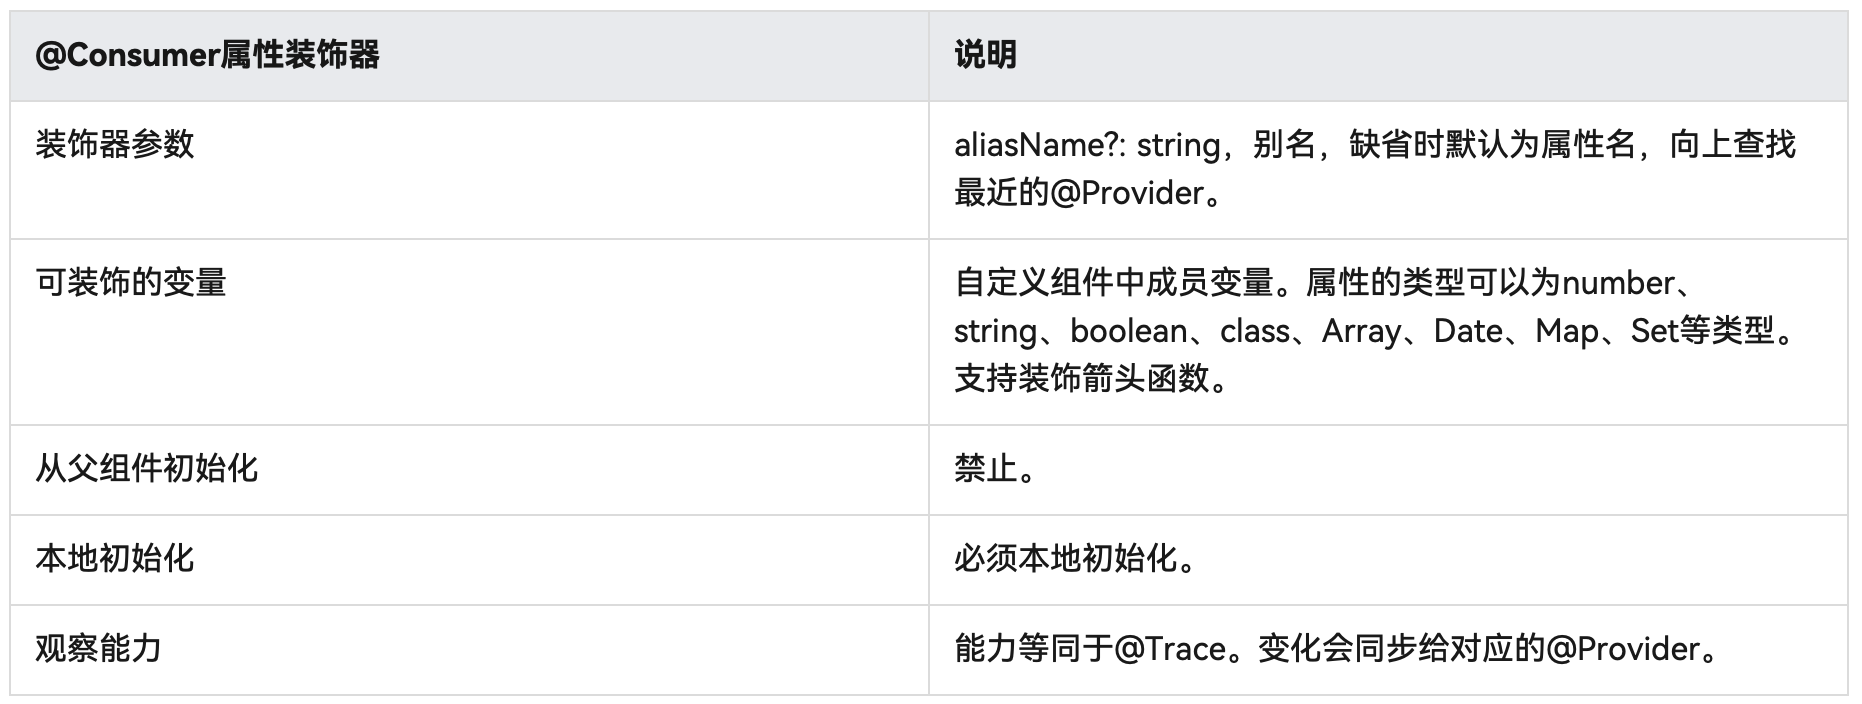 @Consumer属性装饰器
说明
装饰器参数
aliasName?: string，别名，缺省时默认为属性名，向上查找
最近的@Provider。
可装饰的变量
自定义组件中成员变量。属性的类型可以为number、
string、boolean、class、Array、Date、Map、Set等类型。
支持装饰箭头函数。
从父组件初始化
禁止。
本地初始化
必须本地初始化。
观察能力
能力等同于@Trace。变化会同步给对应的@Provider。